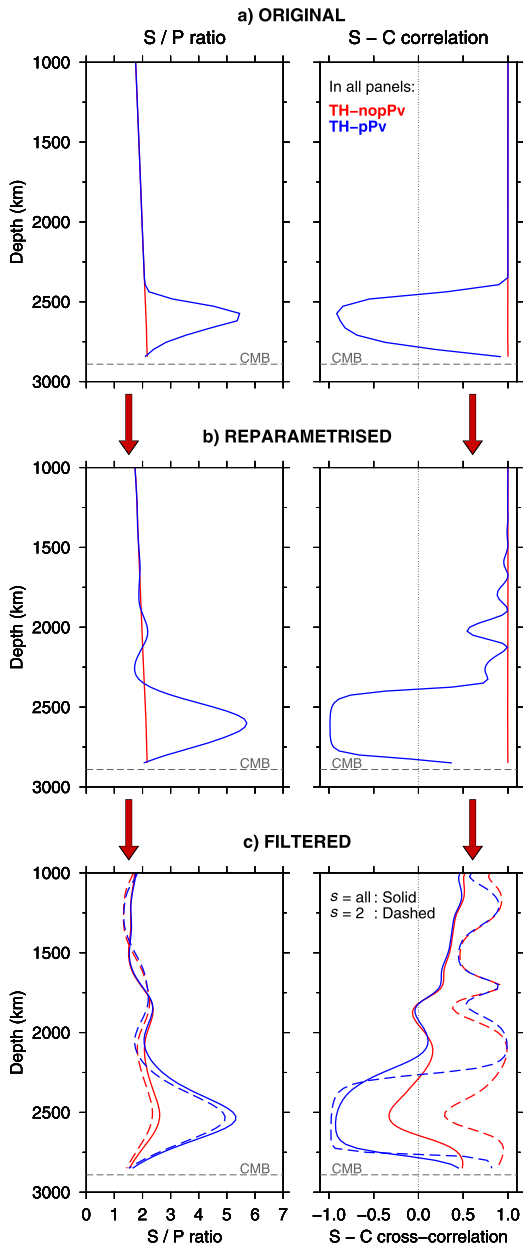 a) ORIGINAL
S / P ratio
S − C correlation
1000
1500
2000
2500
3000
Depth (km)
CMB
In all panels:
TH−nopPv
TH−pPv
CMB
b) REPARAMETRISED
1000
1500
2000
2500
3000
Depth (km)
CMB
CMB
c) FILTERED
1000
1500
2000
2500
3000
Depth (km)
CMB
s = all : Solid
s = 2 : Dashed
CMB
0 1 2 3 4 5 6 7
−1.0 −0.5 0.0 0.5 1.0
S / P ratio
S − C cross−correlation